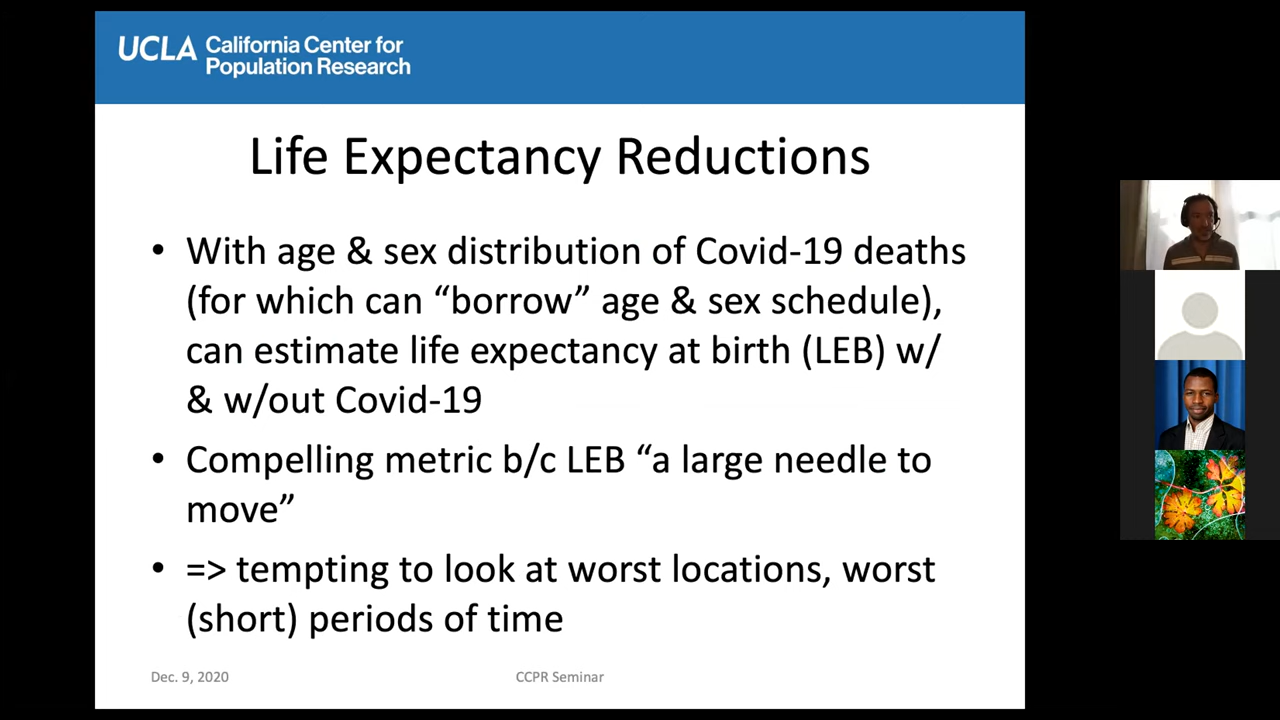 UCLA California Center for
Population Research
Life Expectancy Reductions
• With age & sex distribution of Covid-19 deaths
(for which can “borrow” age & sex schedule),
can estimate life expectancy at birth (LEB) w/
& w/out Covid-19
• Compelling metric b/c LEB “a large needle to
move”
• => tempting to look at worst locations, worst
(short) periods of time
Dec. 9, 2020
CCPR Seminar